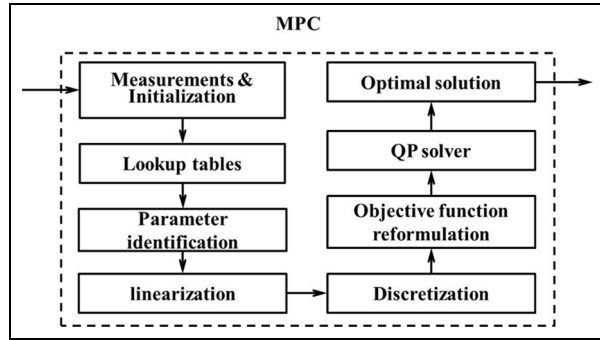 MPC
Measurements &
Initialization
Lookup tables
Parameter
identification
linearization
Discretization
Objective function
reformulation
QP solver
Optimal solution